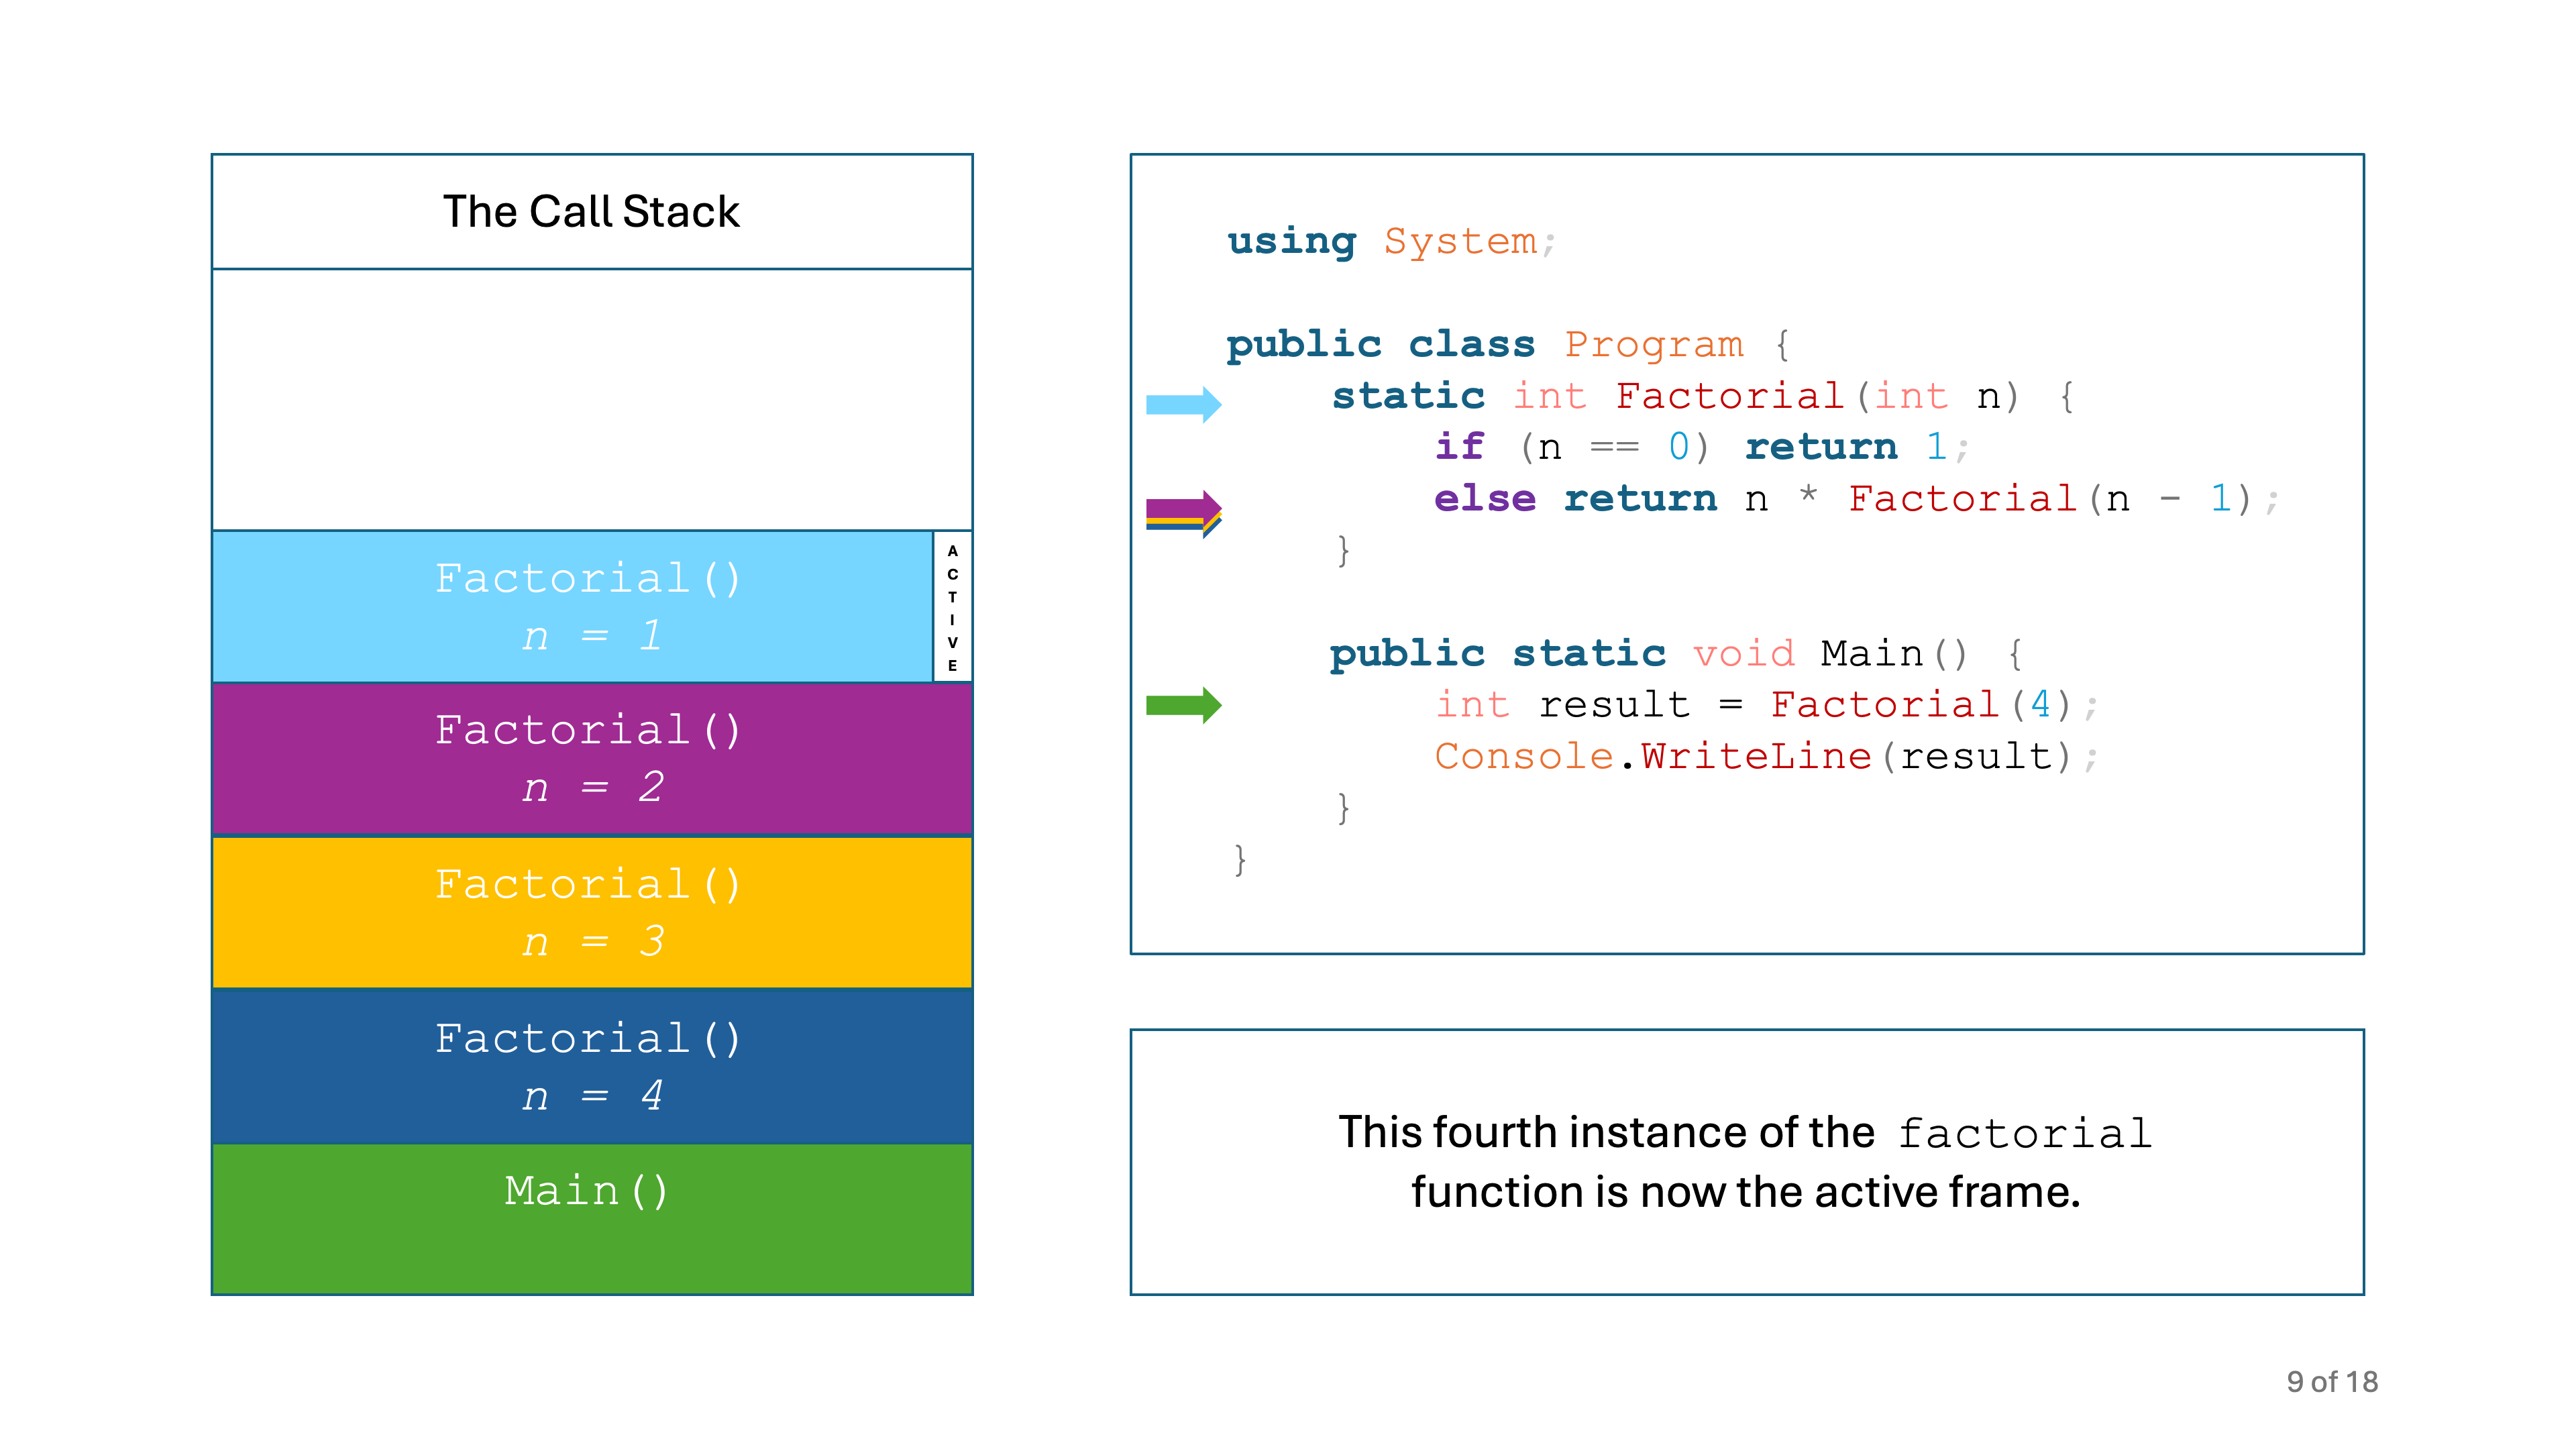 The Call Stack
Factorial()
n = 1
A
C
T
I
V
E
Factorial()
n = 2
Factorial()
n = 3
Factorial()
n = 4
Main()
using System;
public class Program {
static int Factorial(int n) {
if (n == 0) return 1;
else return n * Factorial(n - 1);
}
public static void Main() {
int result = Factorial(4);
Console.WriteLine(result);
}
}
This fourth instance of the factorial
function is now the active frame.
9 of 18